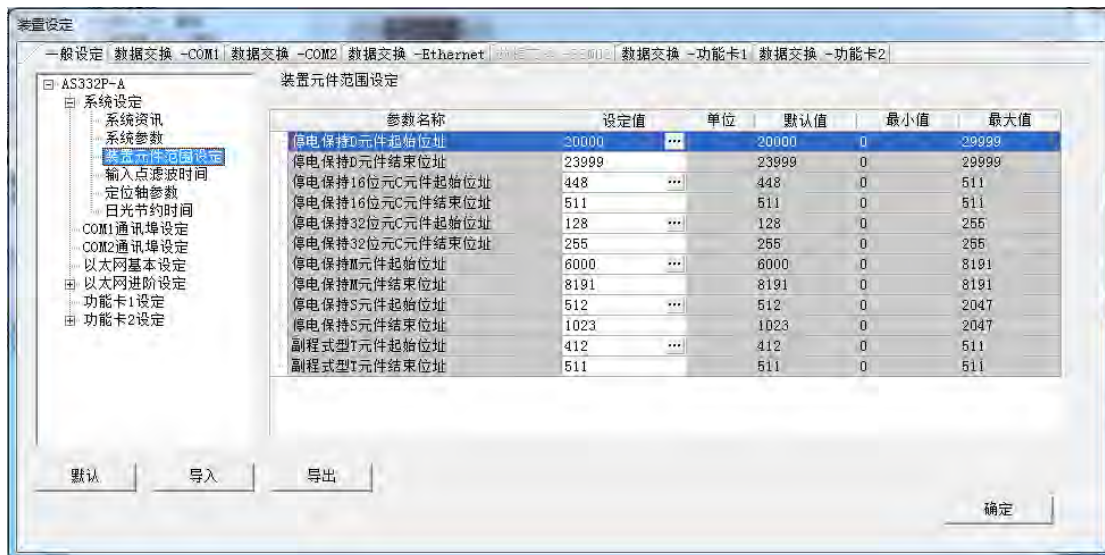 装置设定
一般设定 数据交换 -COM1 数据交换 -COM2 数据交换 -Ethernet 数据交换 -功能卡1 数据交换 -功能卡2
AS332P-A
系统设定
系统资讯
系统参数
装置元件范围设定
输入点滤波时间
定位轴参数
日光节约时间
COM1通讯埠设定
COM2通讯埠设定
以太网基本设定
以太网进阶设定
功能卡1设定
功能卡2设定
装置元件范围设定
参数名称 设定值 单位 默认值 最小值 最大值
停电保持D元件起始位址 20000 ... 20000 0 29999
停电保持D元件结束位址 23999 23999 0 29999
停电保持16位元C元件起始位址 448 ... 448 0 511
停电保持16位元C元件结束位址 511 511 0 511
停电保持32位元C元件起始位址 128 ... 128 0 255
停电保持32位元C元件结束位址 255 255 0 255
停电保持M元件起始位址 6000 ... 6000 0 8191
停电保持M元件结束位址 8191 8191 0 8191
停电保持S元件起始位址 512 ... 512 0 2047
停电保持S元件结束位址 1023 1023 0 2047
副程式型T元件起始位址 412 ... 412 0 511
副程式型T元件结束位址 511 511 0 511
默认 导入 导出
确定